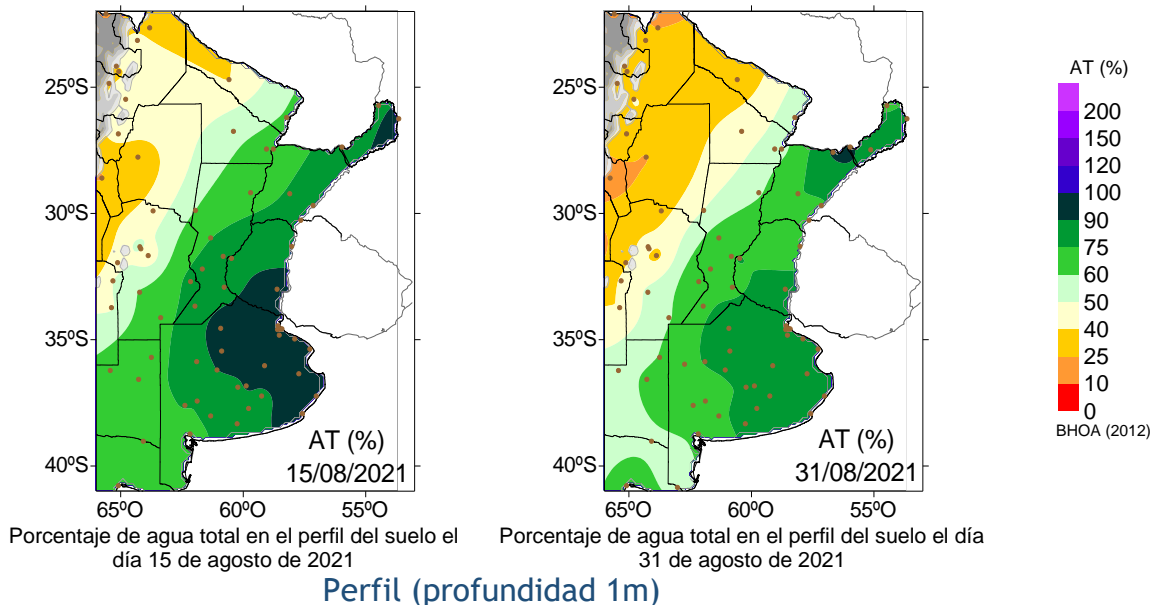 25ºS
30ºS
35ºS
40ºS
65ºO
60ºO
55ºO
AT (%)
15/08/2021
Porcentaje de agua total en el perfil del suelo el
día 15 de agosto de 2021
25ºS
30ºS
35ºS
40ºS
65ºO
60ºO
55ºO
AT (%)
31/08/2021
Porcentaje de agua total en el perfil del suelo el día
31 de agosto de 2021
AT (%)
200
150
120
100
90
75
60
50
40
25
10
0
BHOA (2012)
Perfil (profundidad 1m)